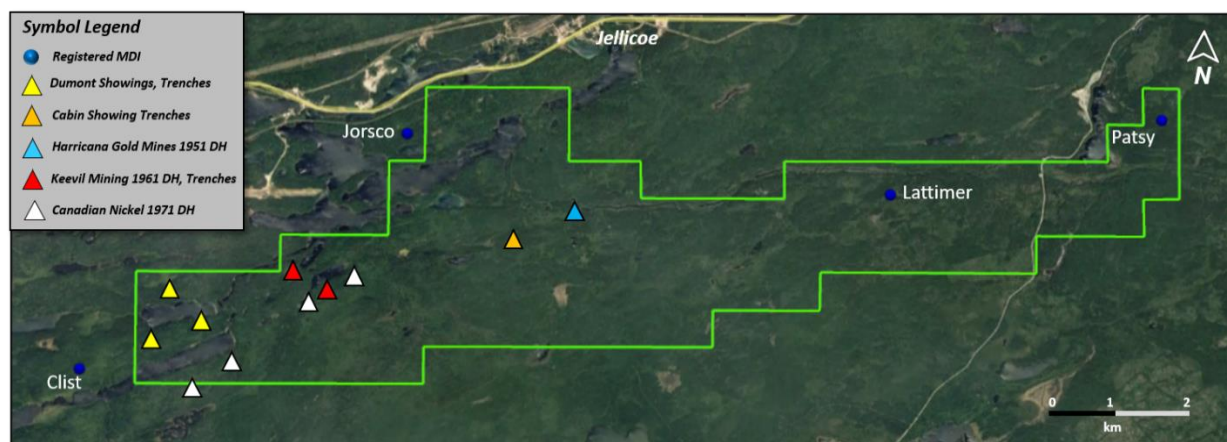 Symbol Legend
Registered MDI
Dumont Showings, Trenches
Cabin Showing Trenches
Harricana Gold Mines 1951 DH
Keevil Mining 1961 DH, Trenches
Canadian Nickel 1971 DH
Jellicoe
N
Jorsco
Patsy
Lattimer
Clist
0 1 2
km